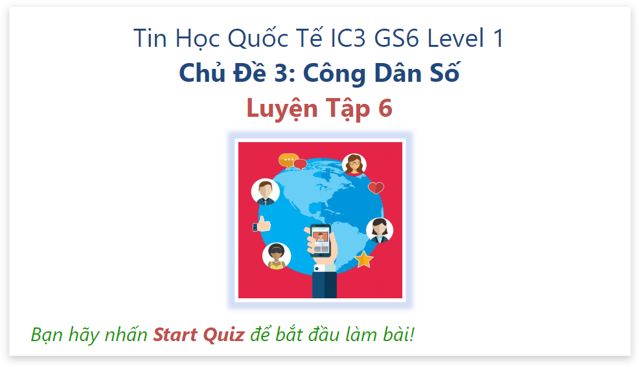 Tin Học Quốc Tế IC3 GS6 Level 1
Chủ Đề 3: Công Dân Số
Luyện Tập 6
Bạn hãy nhấn Start Quiz để bắt đầu làm bài!